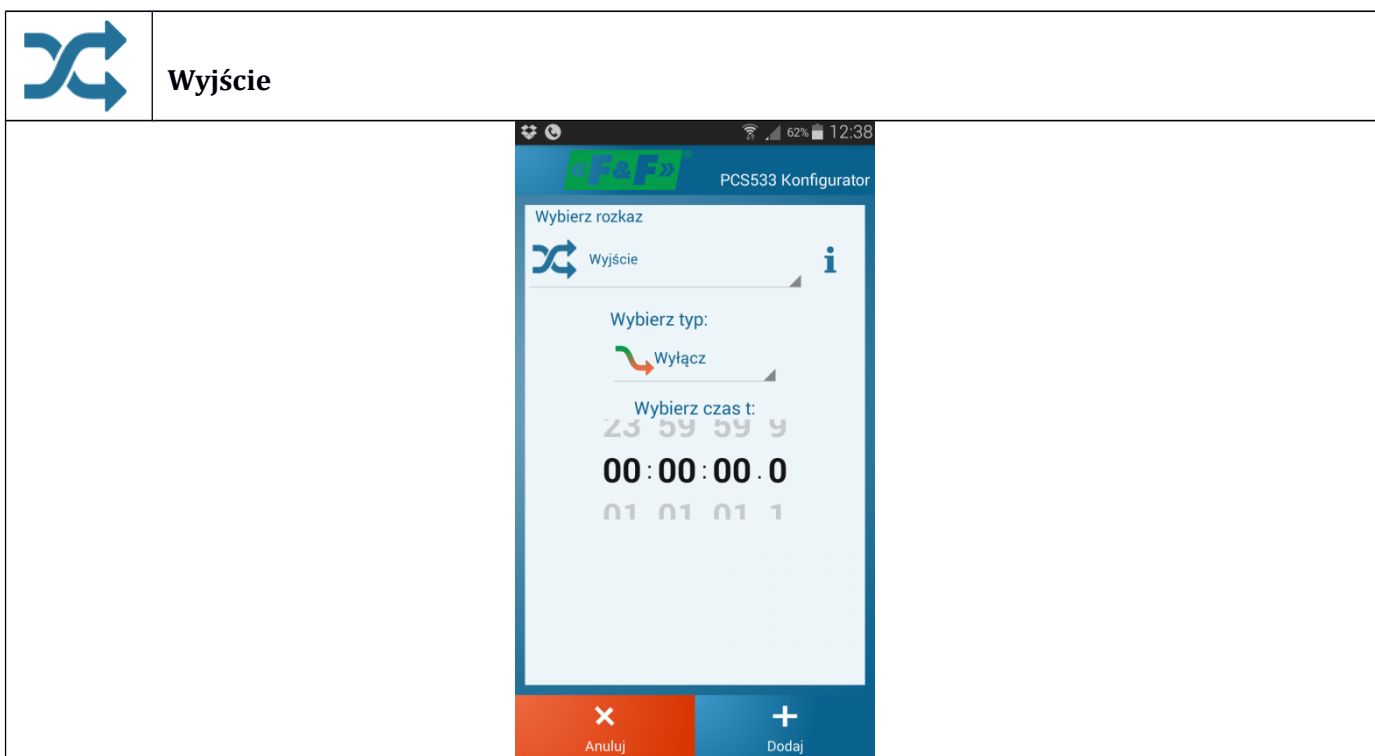 Wyjście
62% 12:38
«F&F»®
PCS533 Konfigurator
Wybierz rozkaz
Wyjście
i
Wybierz typ:
Wyłącz
Wybierz czas t:
23 59 59 9
00:00:00.0
01 01 01 1
Anuluj
Dodaj